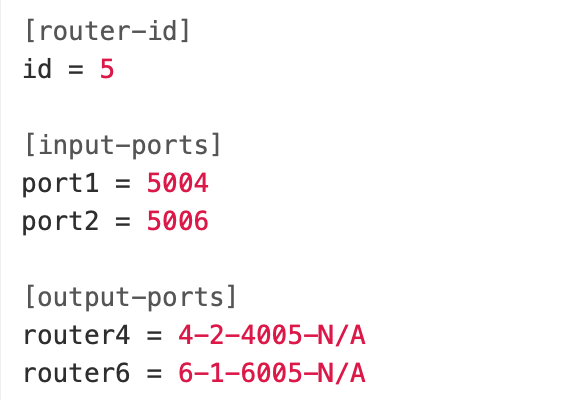 [router-id]
id = 5
[input-ports]
port1 = 5004
port2 = 5006
[output-ports]
router4 = 4-2-4005-N/A
router6 = 6-1-6005-N/A